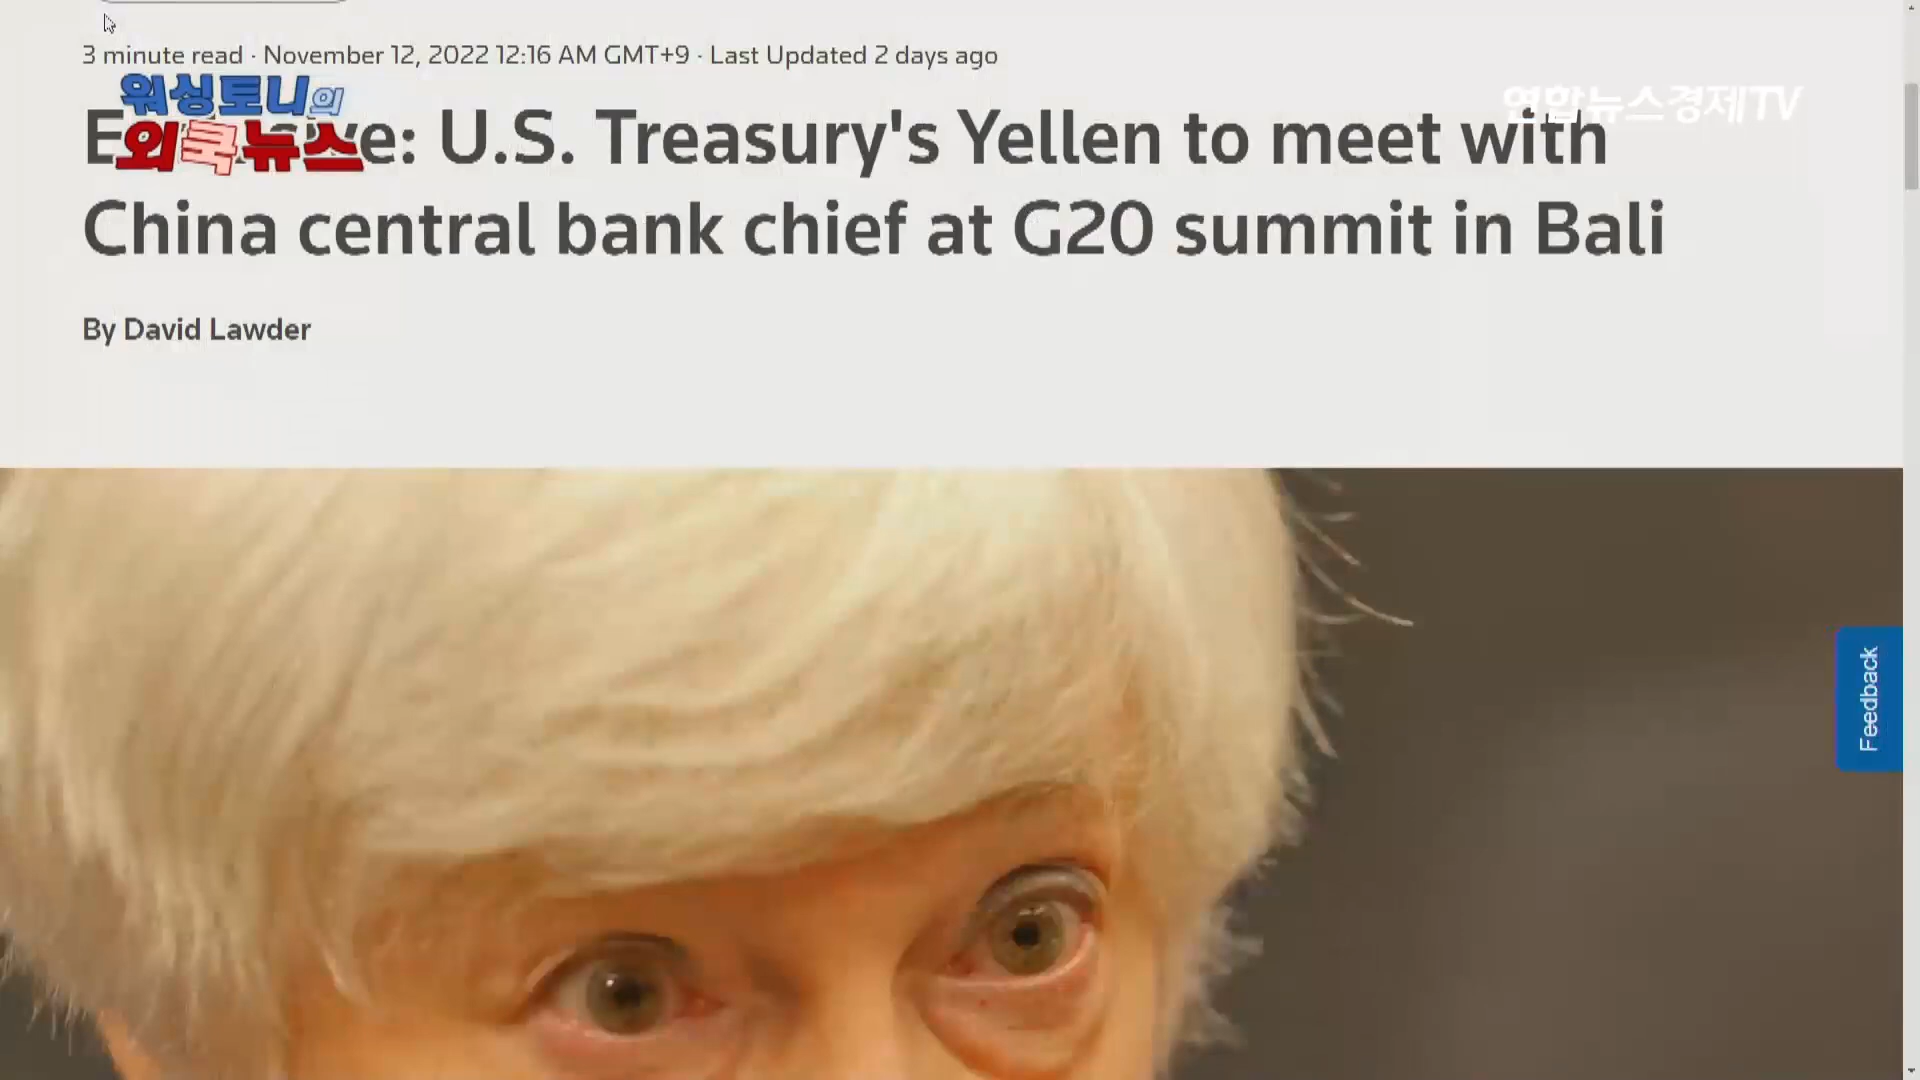 3 minute read · November 12, 2022 12:16 AM GMT+9 · Last Updated 2 days ago
워싱토니의
외쿡뉴스
연합뉴스경제TV
: U.S. Treasury's Yellen to meet with
China central bank chief at G20 summit in Bali
By David Lawder
Feedback